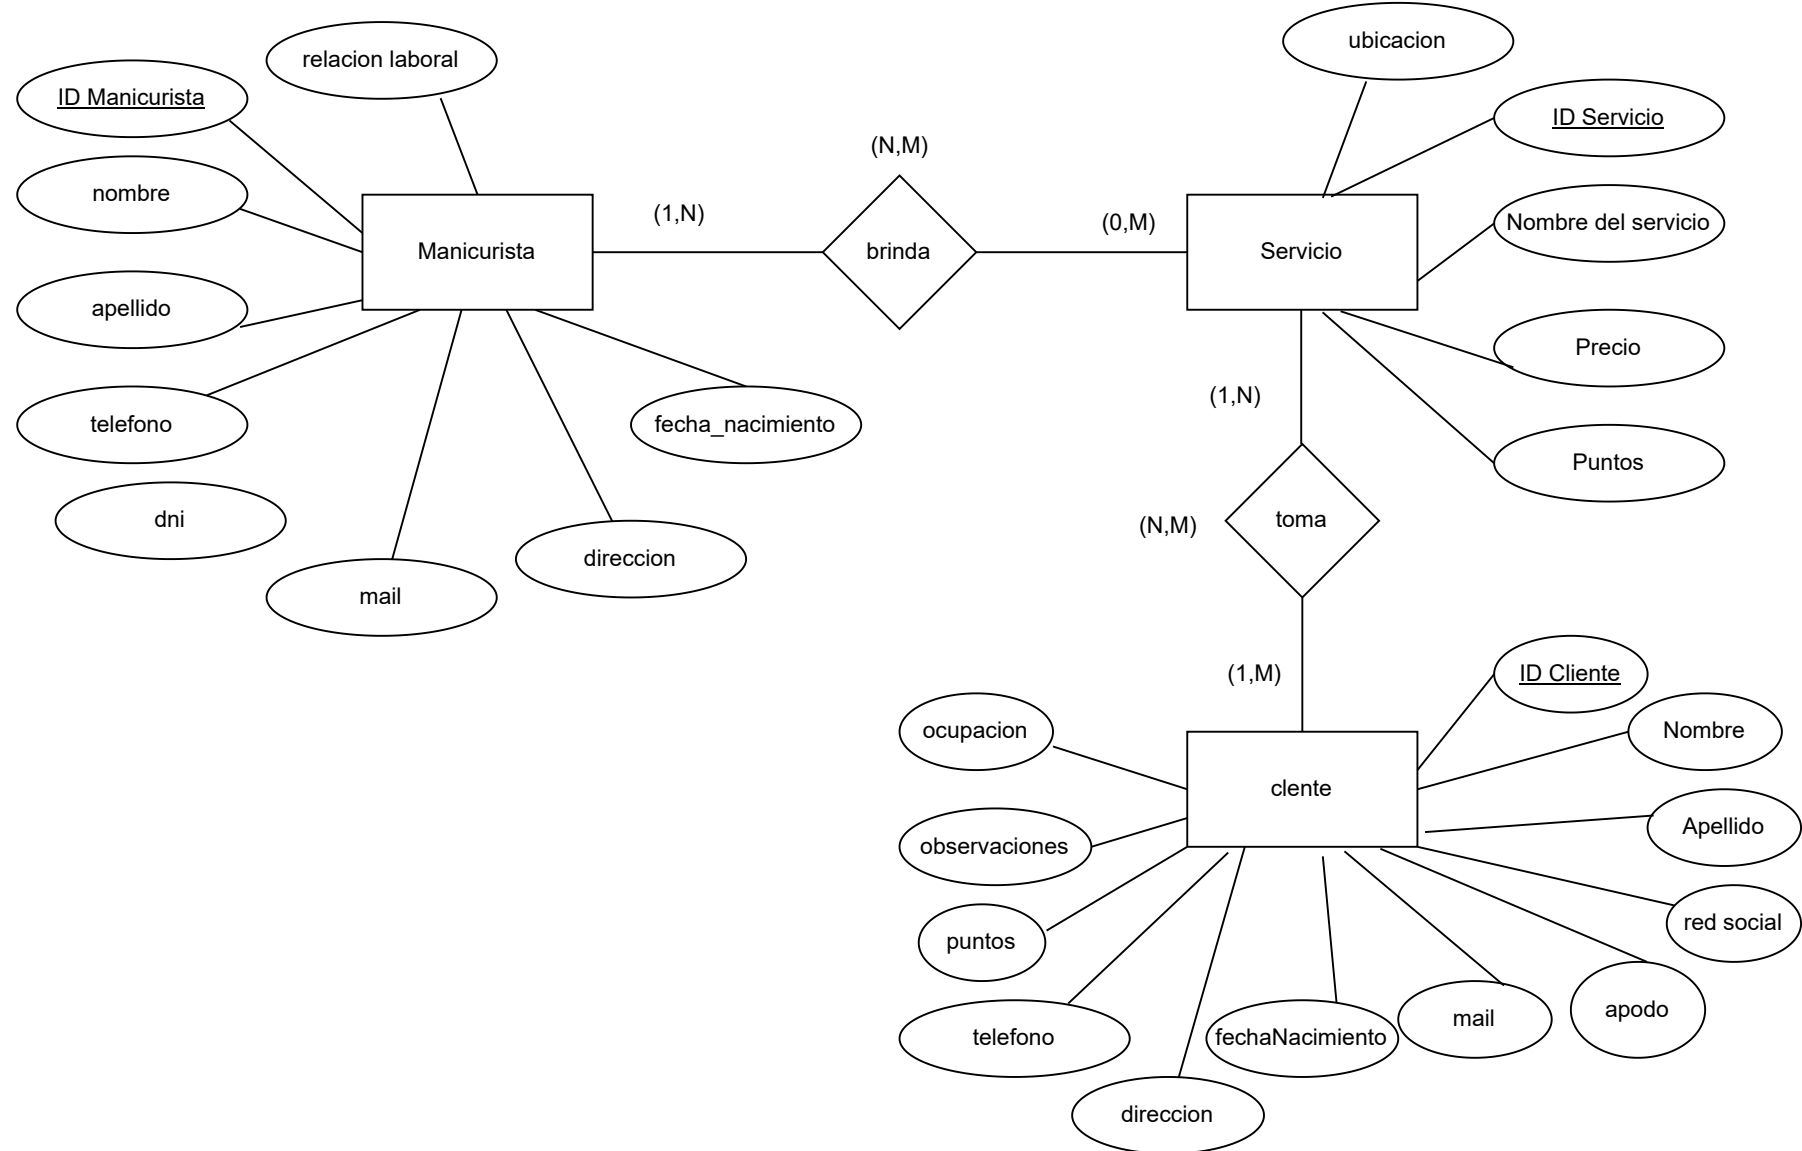 ubicacion
relacion laboral
ID Manicurista
ID Servicio
(N,M)
nombre
(1,N)
(0,M)
Nombre del servicio
Manicurista
brinda
Servicio
apellido
Precio
(1,N)
telefono
fecha_nacimiento
Puntos
dni
(N,M)
toma
direccion
mail
(1,M)
ID Cliente
ocupacion
Nombre
clente
Apellido
observaciones
red social
puntos
apodo
mail
telefono
fechaNacimiento
direccion